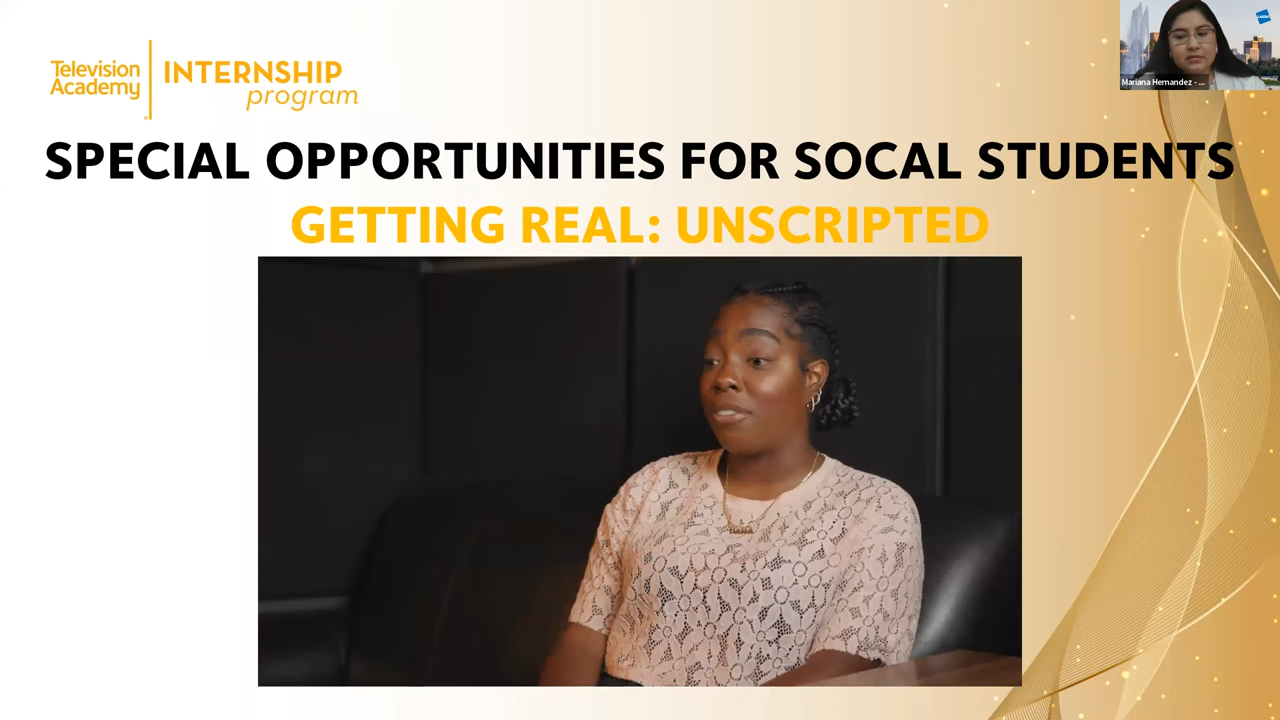 Television
Academy
INTERNSHIP
program
Mariana Hernandez - ...
SPECIAL OPPORTUNITIES FOR SOCAL STUDENTS
GETTING REAL: UNSCRIPTED